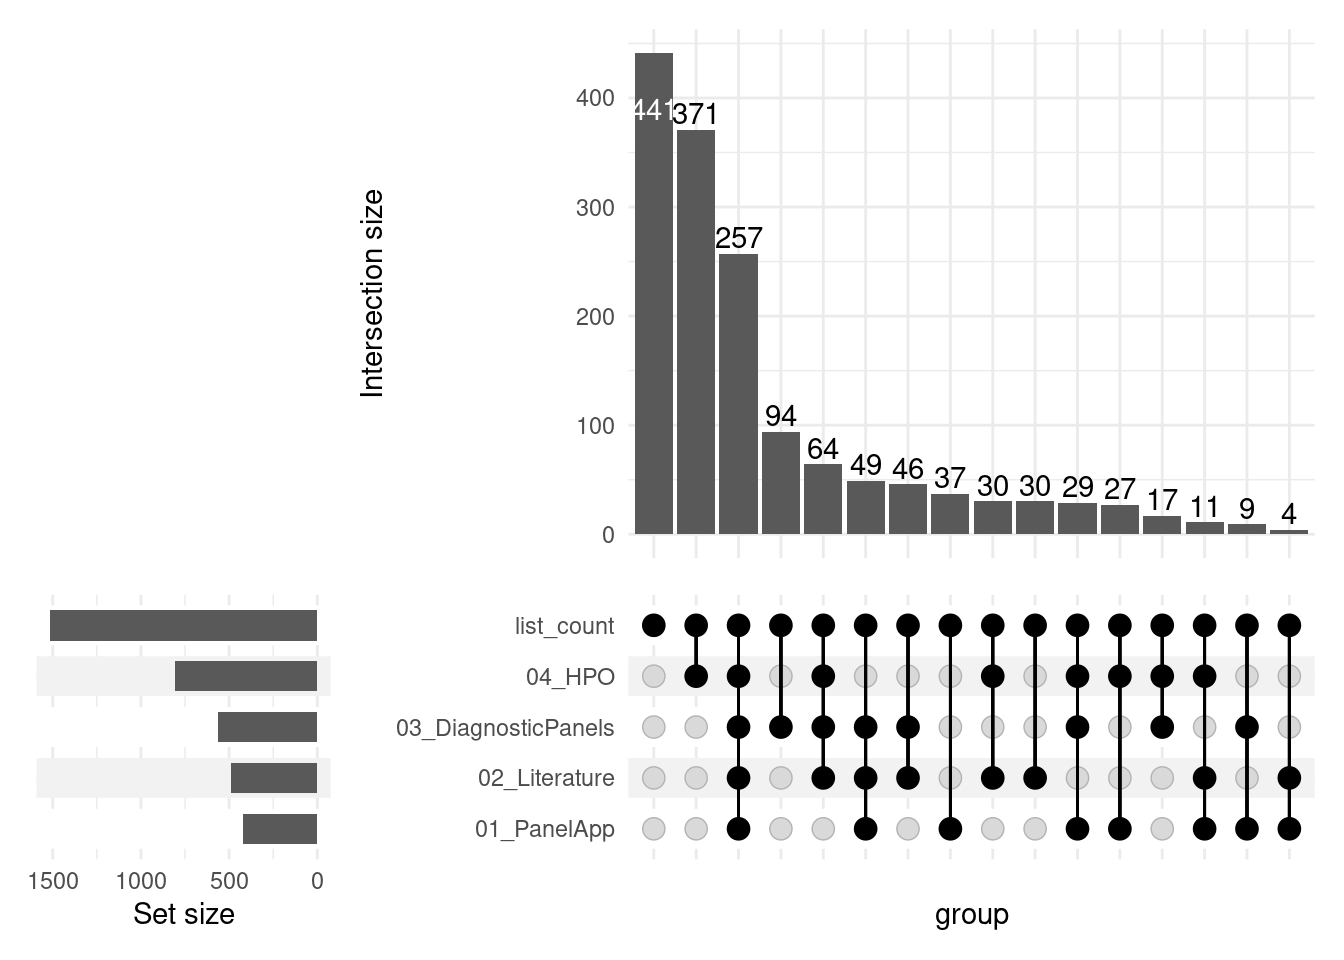 441
371
257
94
64
49
46
37
30
30
29
27
17
11
9
4
400
300
200
100
0
Intersection size
list_count
04_HPO
03_DiagnosticPanels
02_Literature
01_PanelApp
1500 1000 500 0
Set size
group